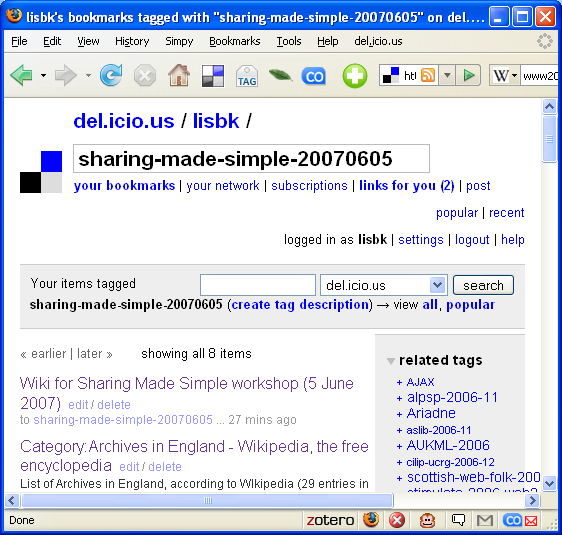 lisbk's bookmarks tagged with "sharing-made-simple-20070605" on del....
File Edit View History Simpy Bookmarks Tools Help del.icio.us
TAG CO htl W www20
del.icio.us / lisbk /
sharing-made-simple-20070605
your bookmarks | your network | subscriptions | links for you (2) | post
popular | recent
logged in as lisbk | settings | logout | help
Your items tagged del.icio.us search
sharing-made-simple-20070605 (create tag description) → view all, popular
« earlier | later » showing all 8 items
related tags
Wiki for Sharing Made Simple workshop (5 June
2007) edit / delete
to sharing-made-simple-20070605 ... 27 mins ago
Category:Archives in England - Wikipedia, the free
encyclopedia edit / delete
List of Archives in England, according to WIkipedia (29 entries in
+ AJAX
+ alpsp-2006-11
+ Ariadne
+ aslib-2006-11
+ AUKML-2006
+ cilip-ucrg-2006-12
+ scottish-web-folk-200
+ stimulate-2006-web2
Done zotero CO